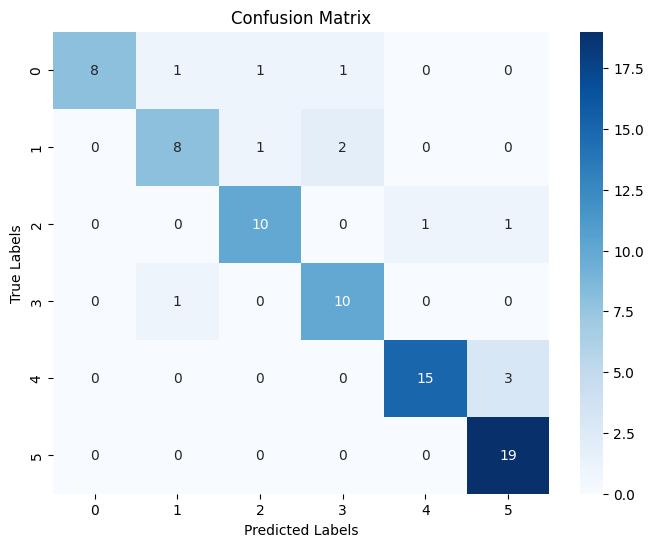 Confusion Matrix
True Labels
0 8 1 1 1 0 0
1 0 8 1 2 0 0
2 0 0 10 0 1 1
3 0 1 0 10 0 0
4 0 0 0 0 15 3
5 0 0 0 0 0 19
0 1 2 3 4 5
Predicted Labels
17.5
15.0
12.5
10.0
7.5
5.0
2.5
0.0